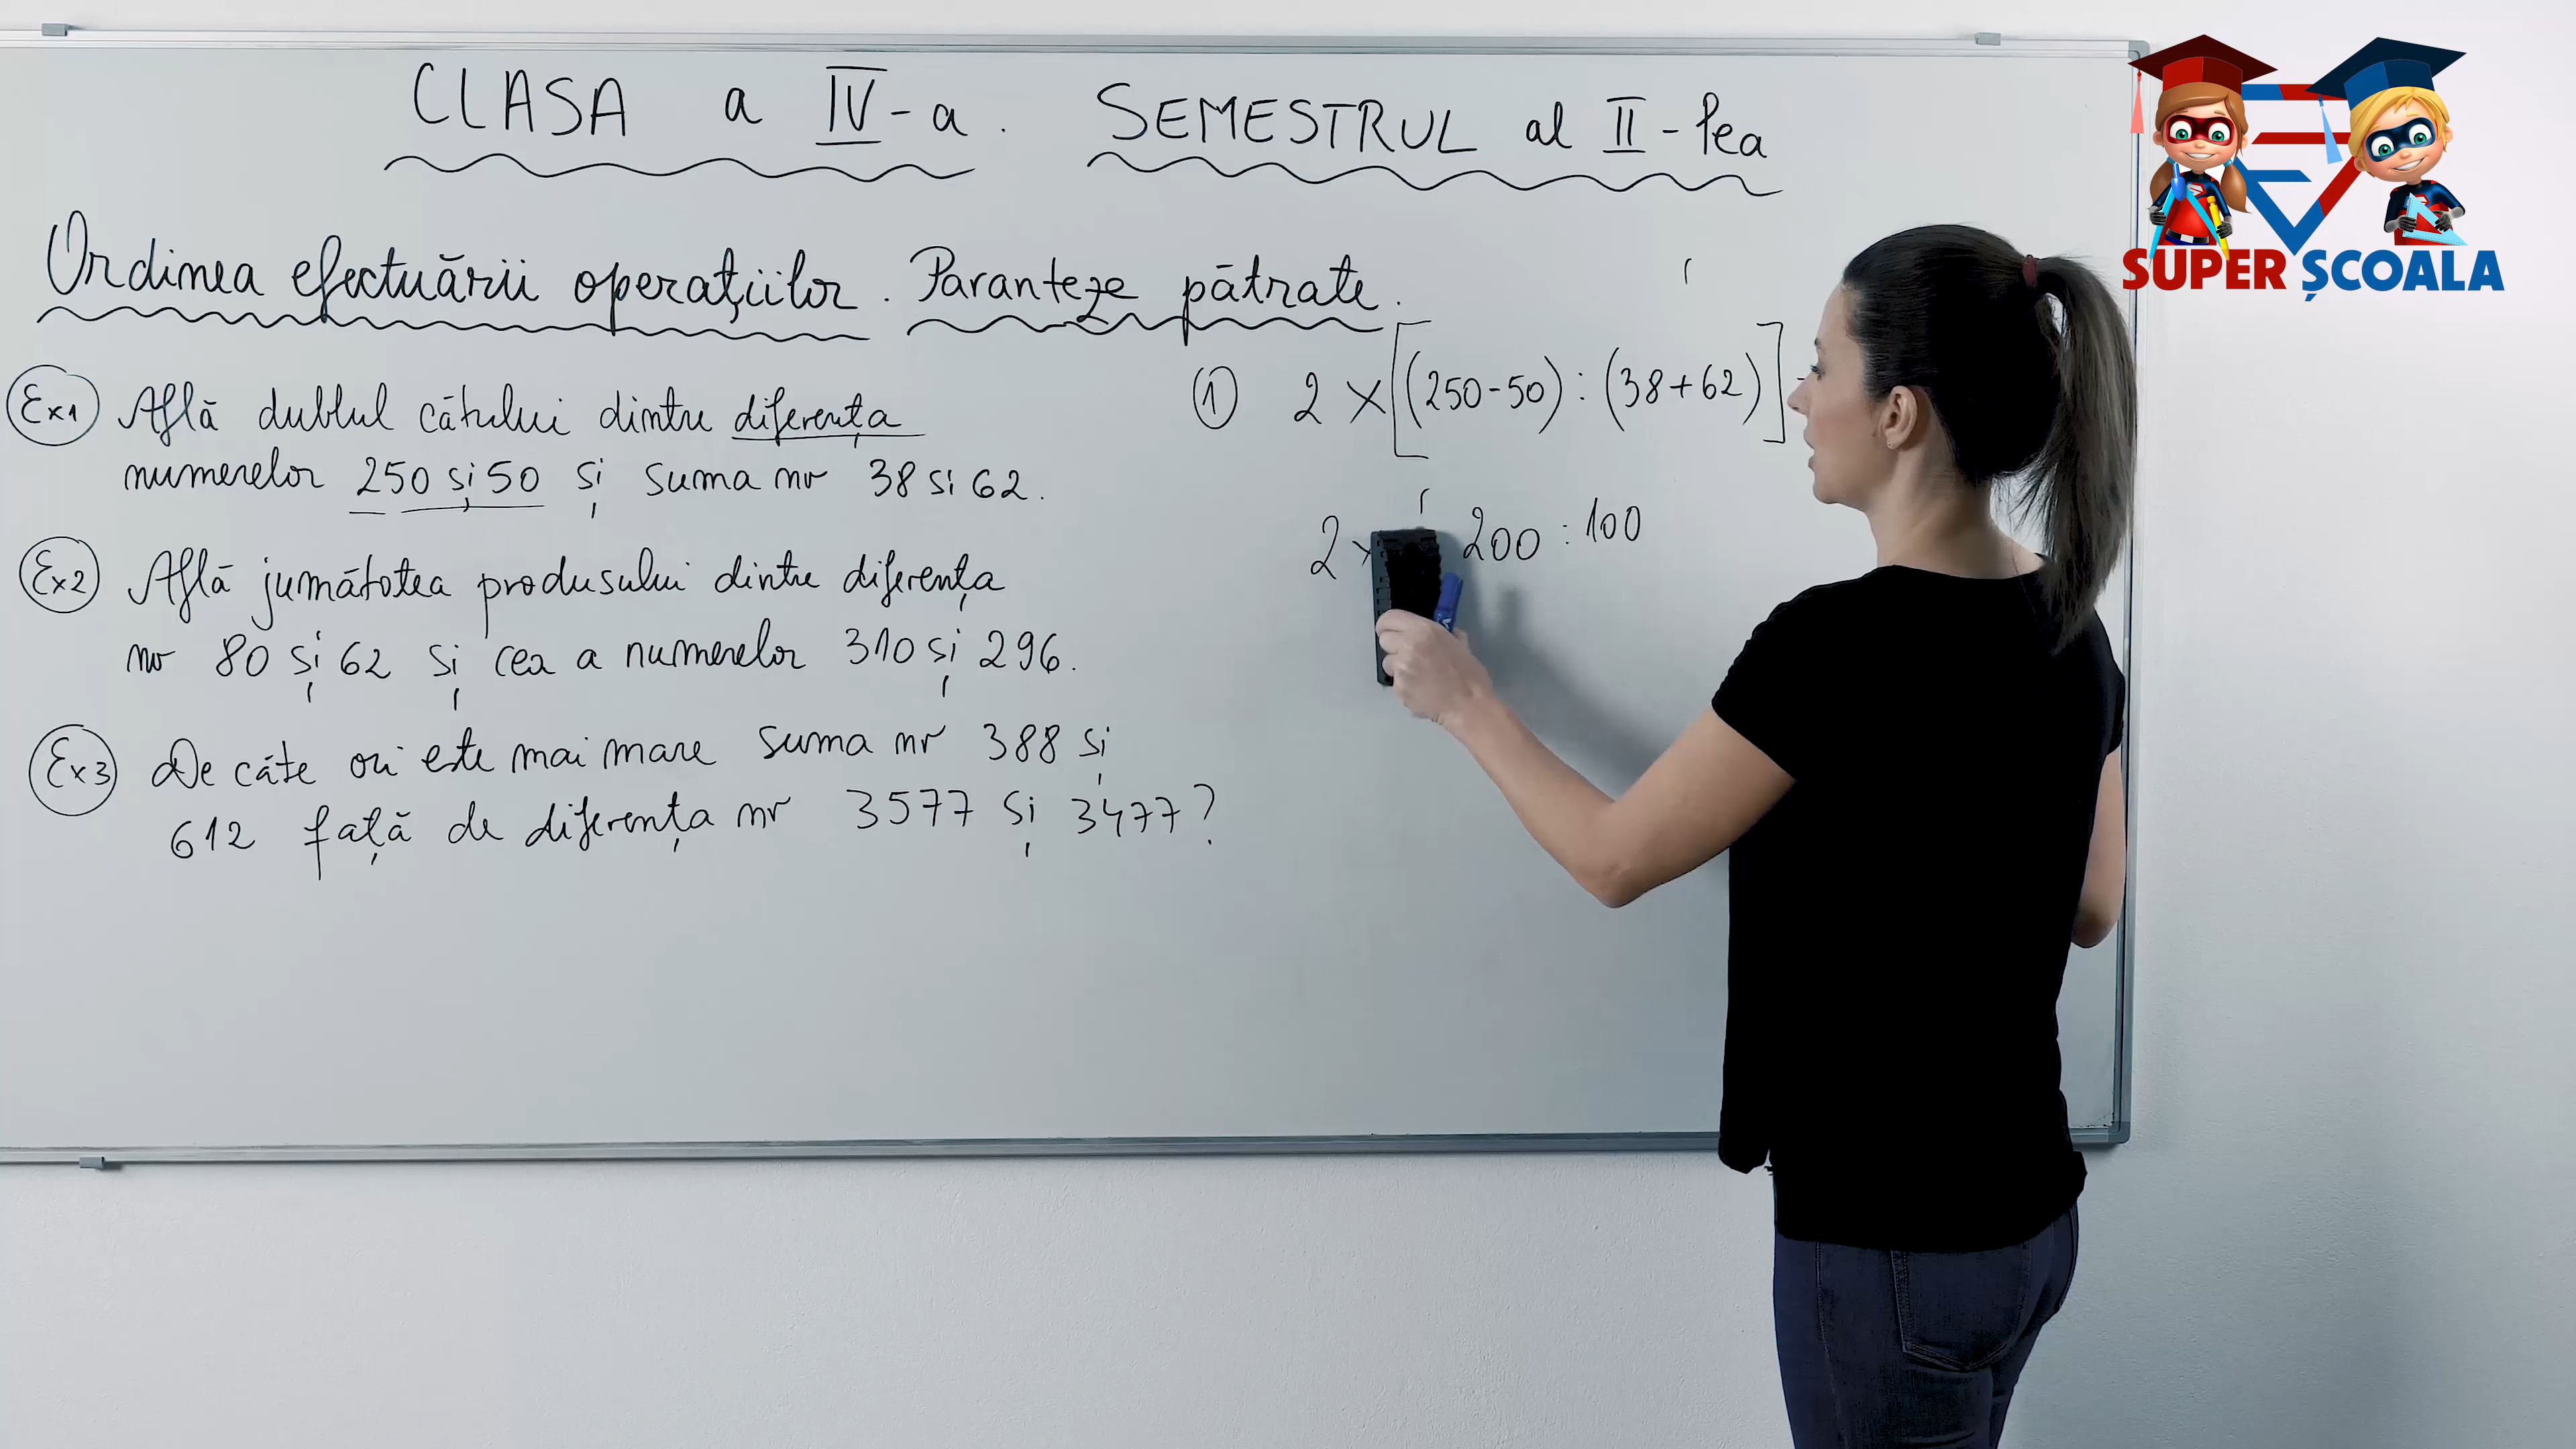 CLASA a IV-a. SEMESTRUL al II-lea
Ordinea efectuării operațiilor. Paranteze pătrate.
Ex1 Află dublul câtului dintre diferența
numerelor 250 și 50 și suma nr 38 si 62.
Ex2 Află jumătatea produsului dintre diferența
nr 80 și 62 și cea a numerelor 310 și 296.
Ex3 De câte ori este mai mare suma nr 388 și
612 față de diferența nr 3577 și 3477?
1 2 × [(250-50) : (38+62)]
2 × 200 : 100
SUPER ȘCOALA